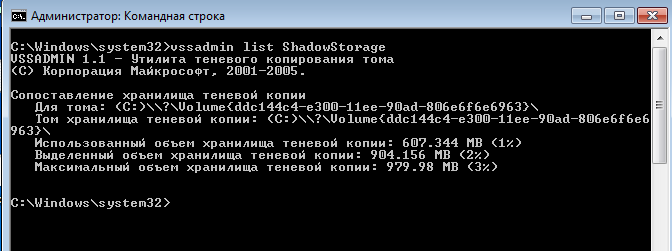 Администратор: Командная строка
C:\Windows\system32>vssadmin list ShadowStorage
VSSADMIN 1.1 - Утилита теневого копирования тома
(C) Корпорация Майкрософт, 2001-2005.
Сопоставление хранилища теневой копии
Для тома: (C:)\\?\Volume{ddc144c4-e300-11ee-90ad-806e6f6e6963}\
Том хранилища теневой копии: (C:)\\?\Volume{ddc144c4-e300-11ee-90ad-806e6f6e6
963}\
Использованный объем хранилища теневой копии: 607.344 MB (1%)
Выделенный объем хранилища теневой копии: 904.156 MB (2%)
Максимальный объем хранилища теневой копии: 979.98 MB (3%)
C:\Windows\system32>